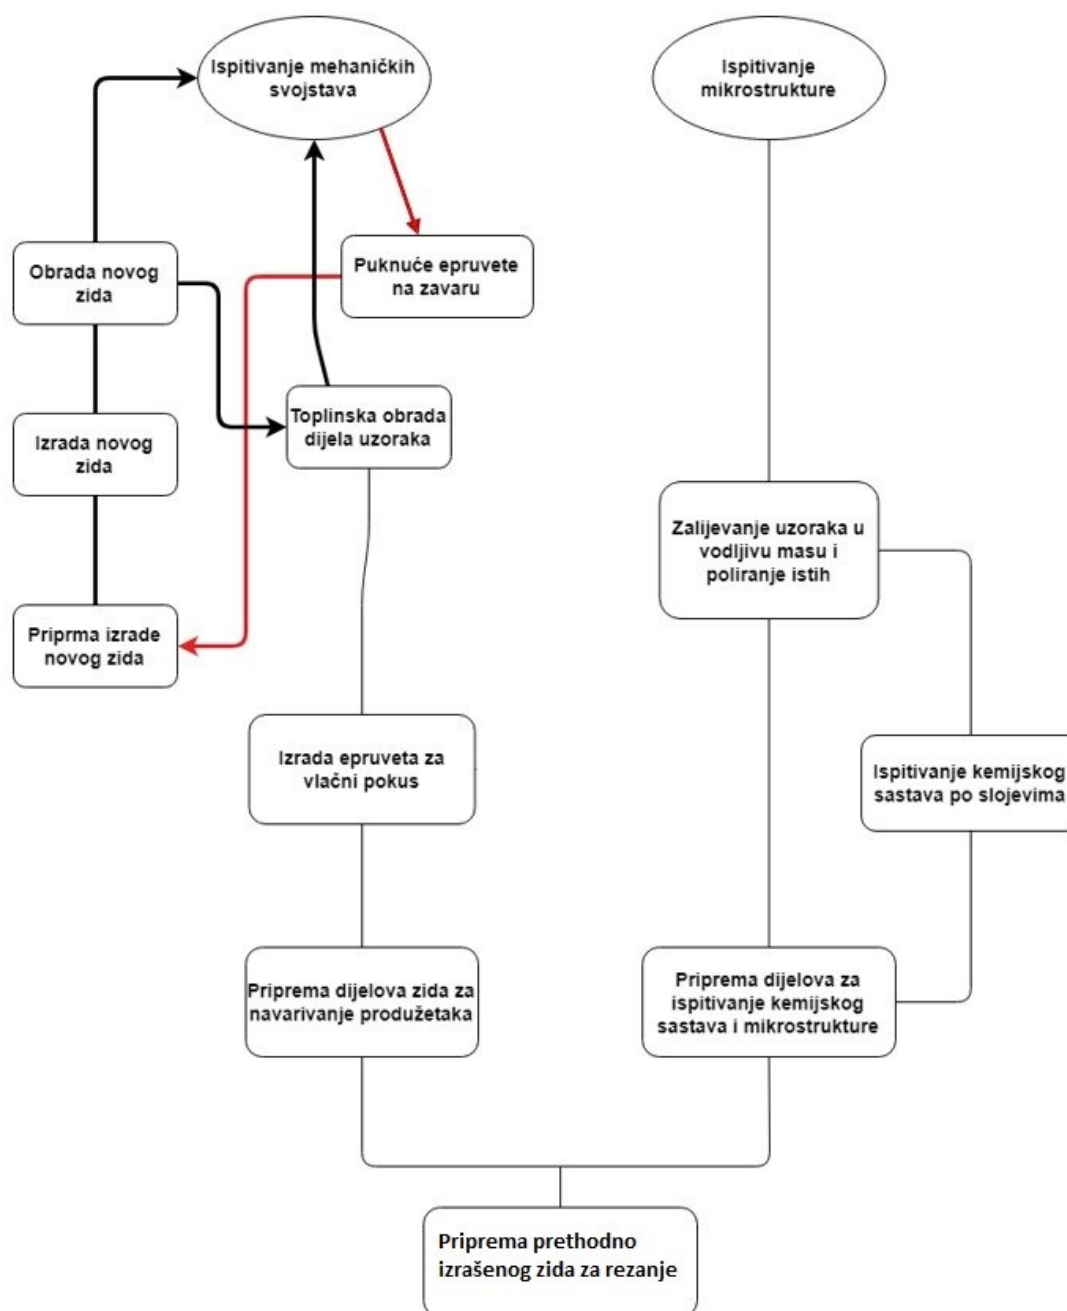 Ispitivanje mehaničkih
svojstava
Ispitivanje
mikrostrukture
Obrada novog
zida
Puknuće epruvete
na zavaru
Toplinska obrada
dijela uzoraka
Izrada novog
zida
Zalijevanje uzoraka u
vodljivu masu i
poliranje istih
Priprma izrade
novog zida
Izrada epruveta za
vlačni pokus
Ispitivanje kemijskog
sastava po slojevima
Priprema dijelova zida za
navarivanje produžetaka
Priprema dijelova za
ispitivanje kemijskog
sastava i mikrostrukture
Priprema prethodno
izrašenog zida za rezanje